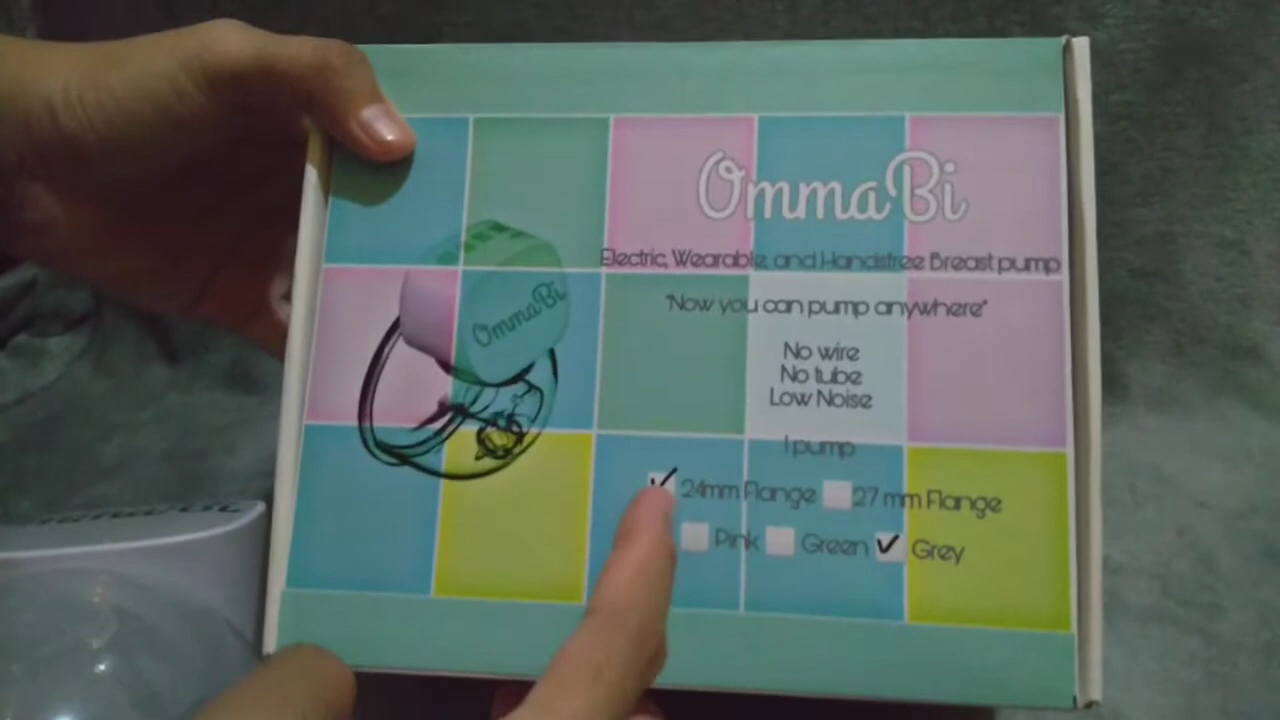 OmmaBi
Electric, Wearable, and Handsfree Breast pump
"Now you can pump anywhere"
No wire
No tube
Low Noise
1 pump
24mm Flange 27 mm Flange
Pink Green Grey
OmmaBi